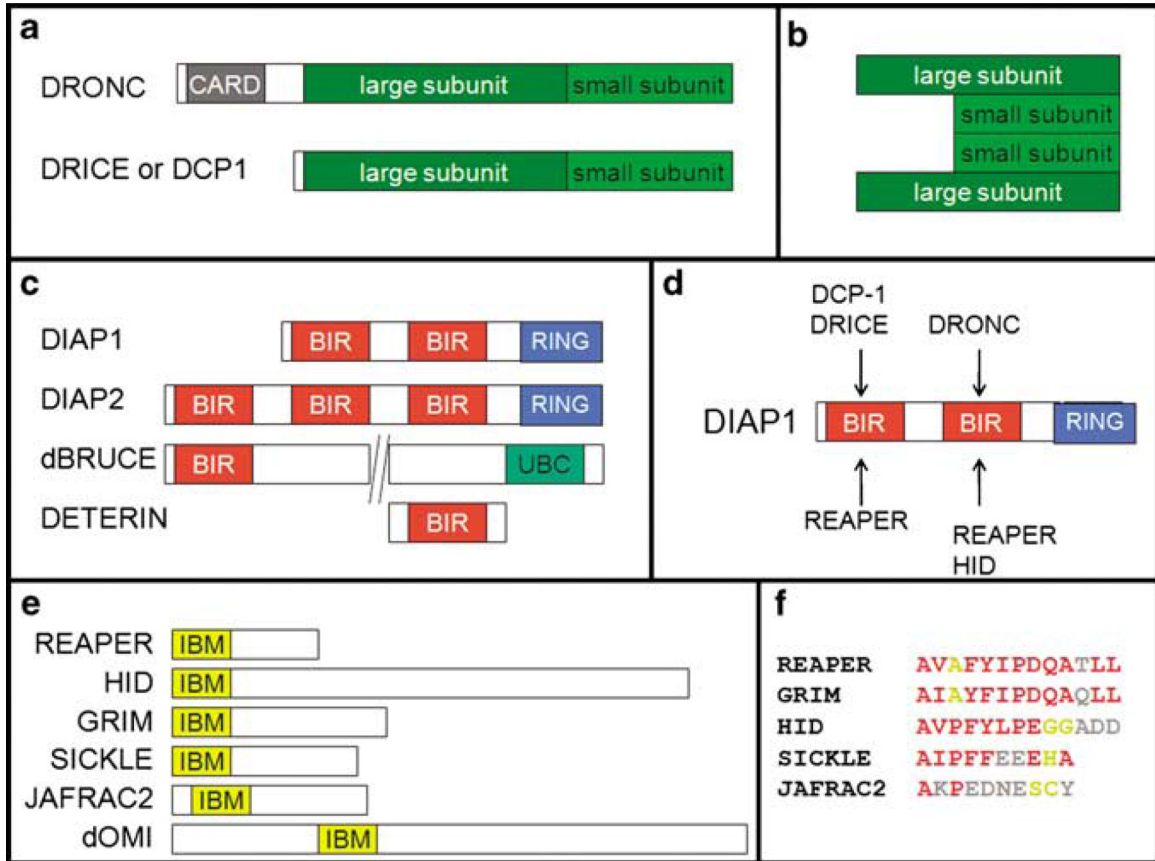 a
DRONC CARD large subunit small subunit
DRICE or DCP1 large subunit small subunit
b
large subunit
small subunit
small subunit
large subunit
c
DIAP1 BIR BIR RING
DIAP2 BIR BIR BIR RING
dBRUCE BIR UBC
DETERIN BIR
d
DCP-1
DRICE DRONC
DIAP1 BIR BIR RING
REAPER REAPER
HID
e
REAPER IBM
HID IBM
GRIM IBM
SICKLE IBM
JAFRAC2 IBM
dOMI IBM
f
REAPER AVAFYIPDQATLL
GRIM AIAYFIPDQAQLL
HID AVPFYLPEGGADD
SICKLE AIPFFEEEHA
JAFRAC2 AKPEDNESCY